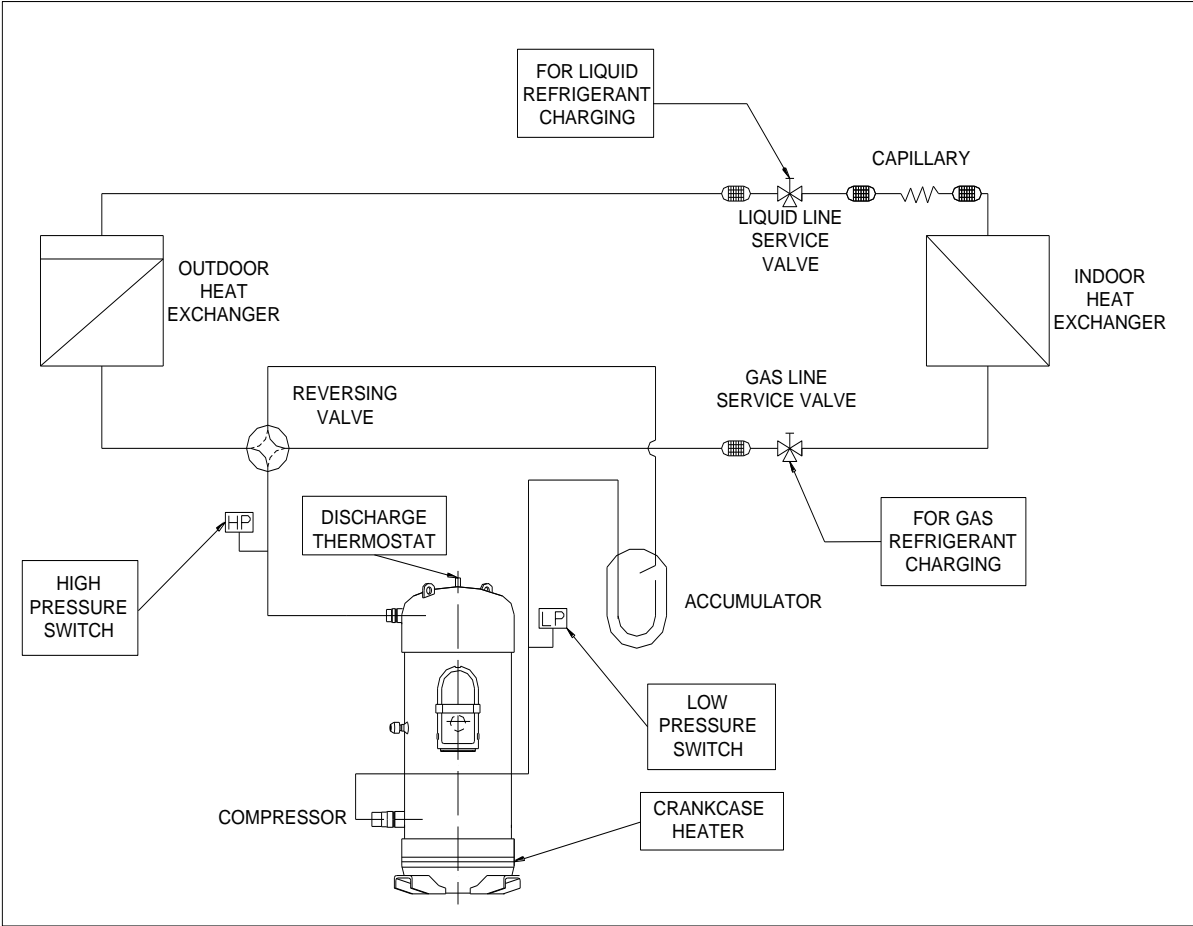 FOR LIQUID
REFRIGERANT
CHARGING
CAPILLARY
LIQUID LINE
SERVICE
VALVE
OUTDOOR
HEAT
EXCHANGER
INDOOR
HEAT
EXCHANGER
REVERSING
VALVE
GAS LINE
SERVICE VALVE
HP
DISCHARGE
THERMOSTAT
FOR GAS
REFRIGERANT
CHARGING
HIGH
PRESSURE
SWITCH
ACCUMULATOR
LP
LOW
PRESSURE
SWITCH
COMPRESSOR
CRANKCASE
HEATER